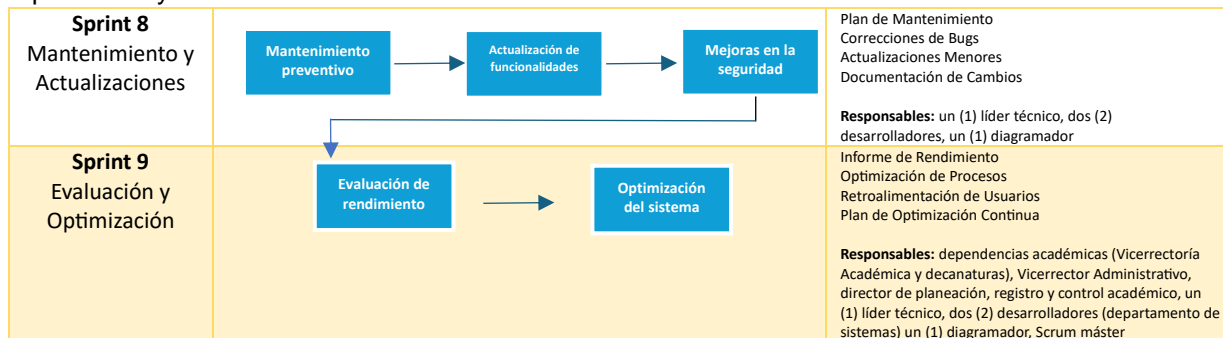 Sprint 8
Mantenimiento y
Actualizaciones
Mantenimiento
preventivo
Actualización de
funcionalidades
Mejoras en la
seguridad
Plan de Mantenimiento
Correcciones de Bugs
Actualizaciones Menores
Documentación de Cambios
Responsables: un (1) líder técnico, dos (2)
desarrolladores, un (1) diagramador
Sprint 9
Evaluación y
Optimización
Evaluación de
rendimiento
Optimización
del sistema
Informe de Rendimiento
Optimización de Procesos
Retroalimentación de Usuarios
Plan de Optimización Continua
Responsables: dependencias académicas (Vicerrectoría
Académica y decanaturas), Vicerrector Administrativo,
director de planeación, registro y control académico, un
(1) líder técnico, dos (2) desarrolladores (departamento de
sistemas) un (1) diagramador, Scrum máster